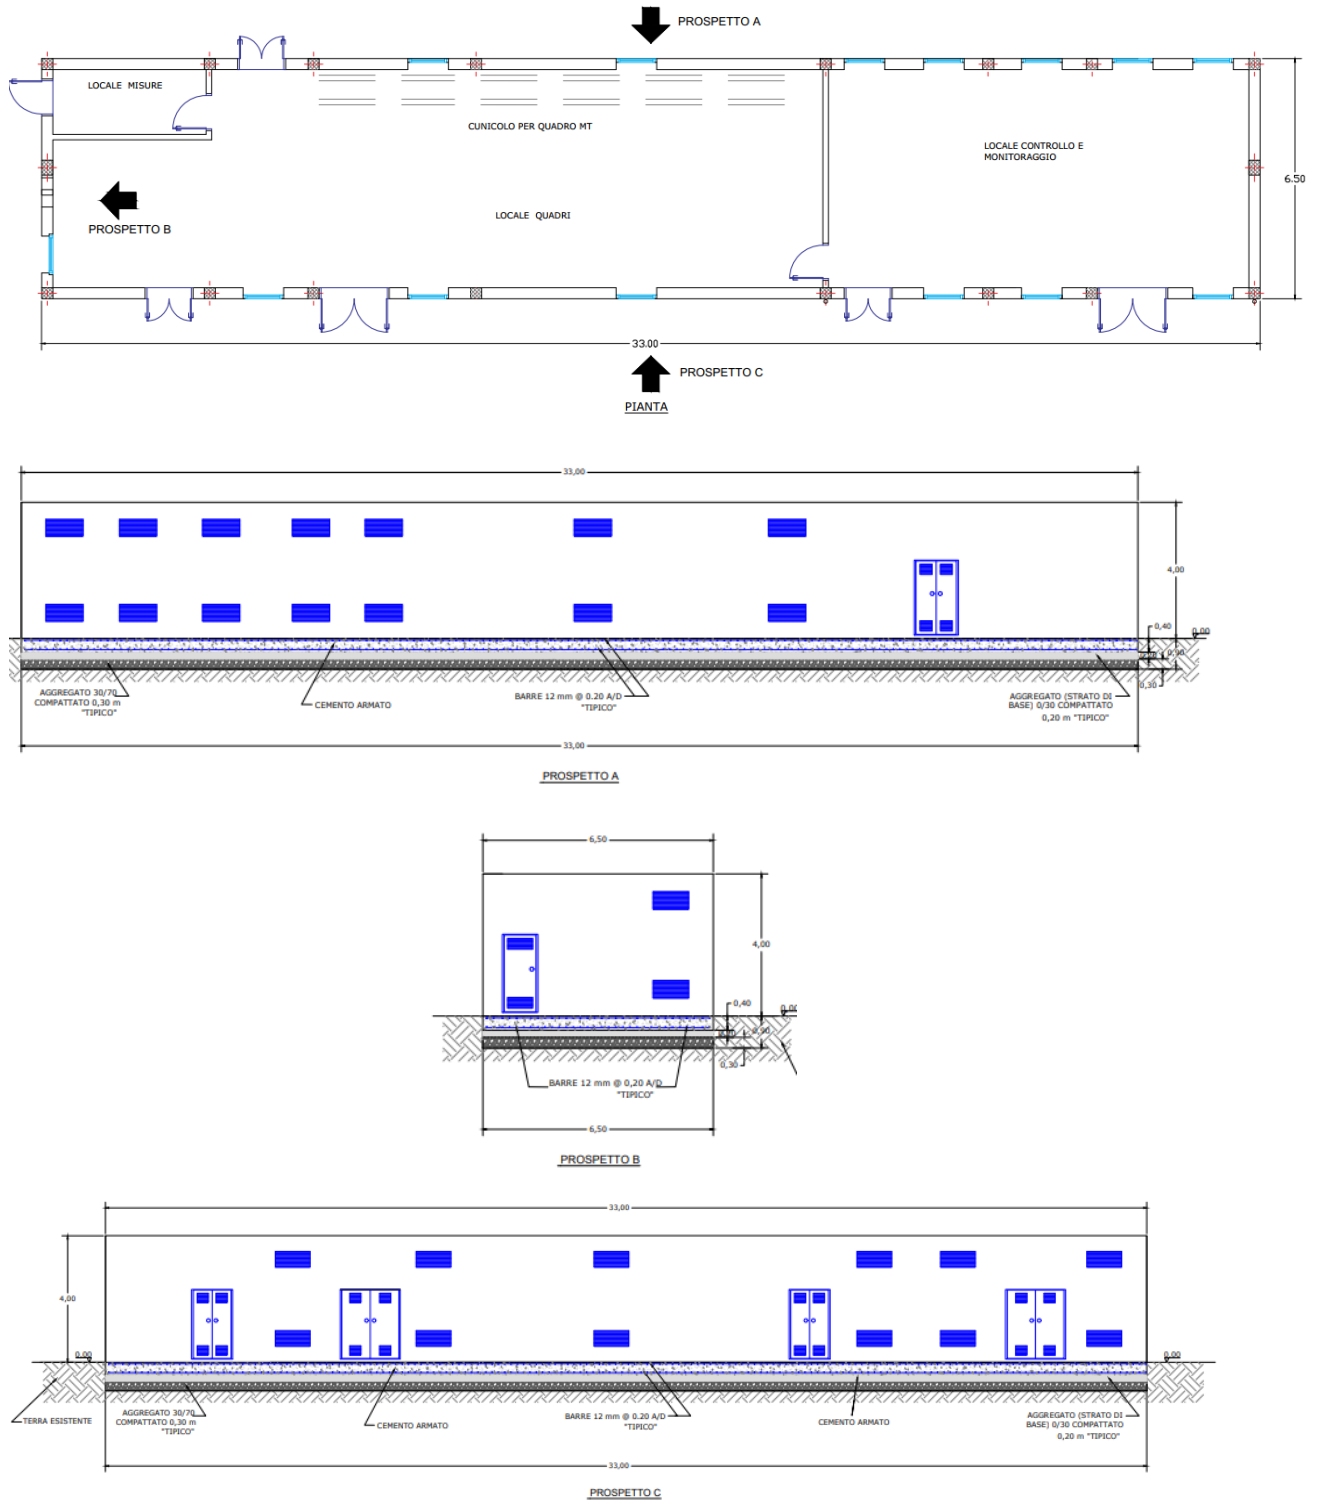 PROSPETTO A
LOCALE MISURE
CUNICOLO PER QUADRO MT
LOCALE CONTROLLO E
MONITORAGGIO
6.50
PROSPETTO B
LOCALE QUADRI
33.00
PROSPETTO C
PIANTA
33,00
4,00
0,40
0,00
0,90
0,30
AGGREGATO 30/70
COMPATTATO 0,30 m
"TIPICO"
CEMENTO ARMATO
BARRE 12 mm @ 0.20 A/D
"TIPICO"
AGGREGATO (STRATO DI
BASE) 0/30 COMPATTATO
0,20 m "TIPICO"
33,00
PROSPETTO A
6,50
4,00
0,40
0,00
0,90
0,30
BARRE 12 mm @ 0,20 A/D
"TIPICO"
6,50
PROSPETTO B
33,00
4,00
0.00
0.00
TERRA ESISTENTE
AGGREGATO 30/70
COMPATTATO 0,30 m
"TIPICO"
CEMENTO ARMATO
BARRE 12 mm @ 0.20 A/D
"TIPICO"
CEMENTO ARMATO
AGGREGATO (STRATO DI
BASE) 0/30 COMPATTATO
0,20 m "TIPICO"
33,00
PROSPETTO C